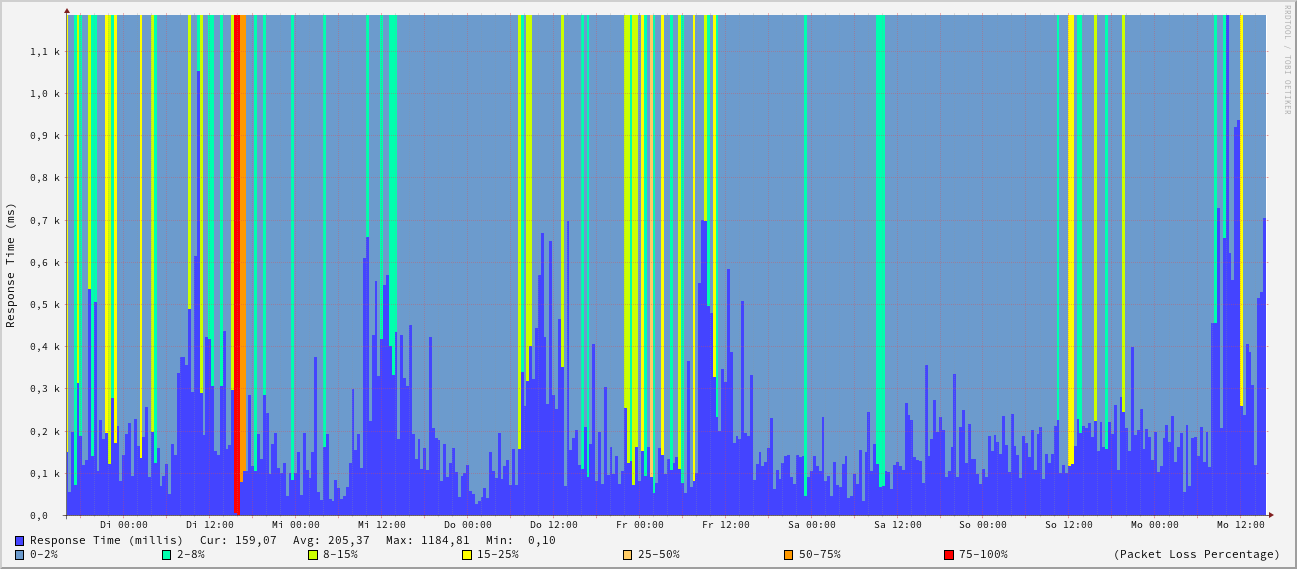 RRDTOOL / TOBI OETIKER
Response Time (ms)
1,1 k
1,0 k
0,9 k
0,8 k
0,7 k
0,6 k
0,5 k
0,4 k
0,3 k
0,2 k
0,1 k
0,0
Di 00:00 Di 12:00 Mi 00:00 Mi 12:00 Do 00:00 Do 12:00 Fr 00:00 Fr 12:00 Sa 00:00 Sa 12:00 So 00:00 So 12:00 Mo 00:00 Mo 12:00
Response Time (millis) Cur: 159,07 Avg: 205,37 Max: 1184,81 Min: 0,10
0-2% 2-8% 8-15% 15-25% 25-50% 50-75% 75-100% (Packet Loss Percentage)